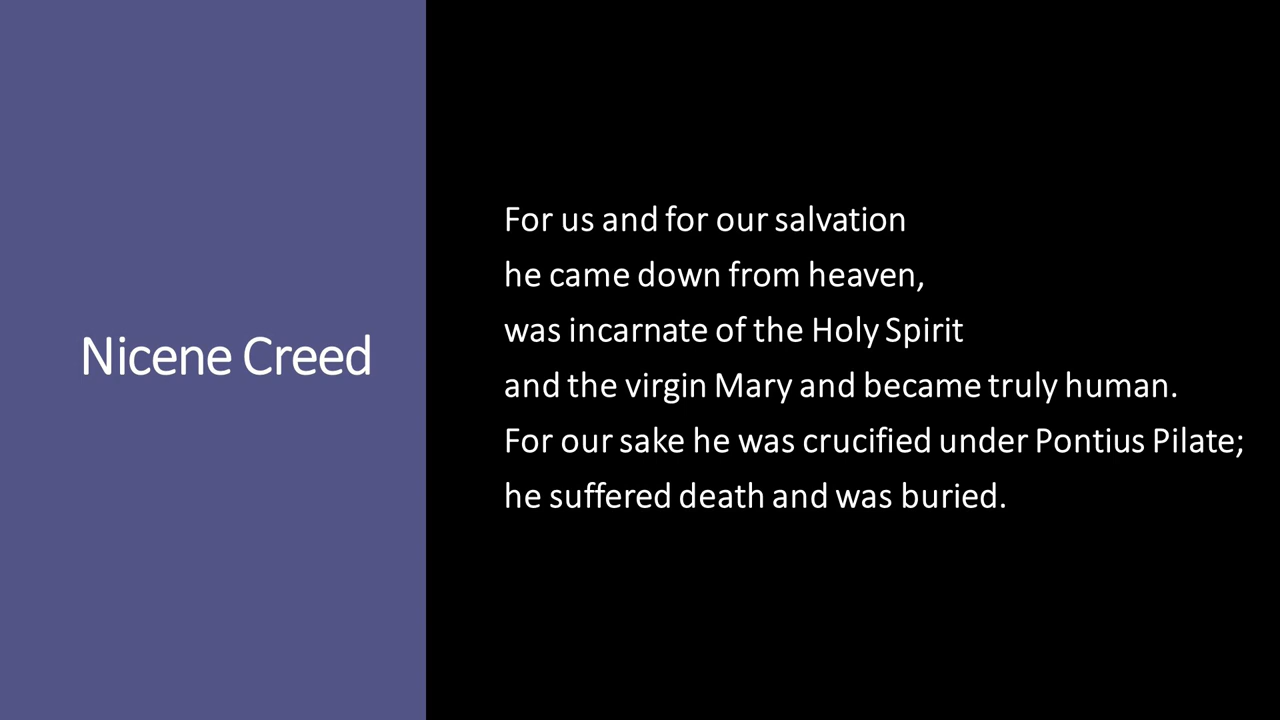 Nicene Creed
For us and for our salvation
he came down from heaven,
was incarnate of the Holy Spirit
and the virgin Mary and became truly human.
For our sake he was crucified under Pontius Pilate;
he suffered death and was buried.